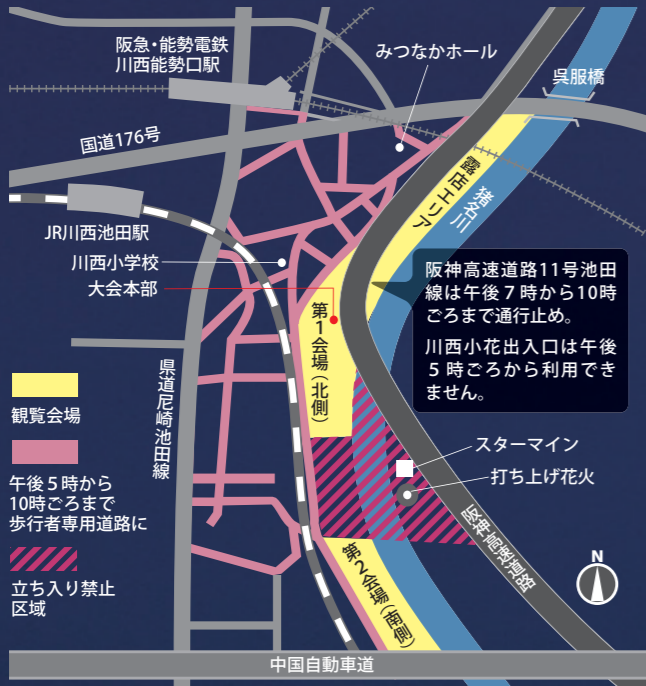 阪急・能勢電鉄
川西能勢口駅
みつなかホール
呉服橋
国道176号
露店エリア
猪名川
JR川西池田駅
川西小学校
大会本部
阪神高速道路11号池田
線は午後7時から10時
ごろまで通行止め。
川西小花出入口は午後
5時ごろから利用でき
ません。
第1会場(北側)
県道尼崎池田線
観覧会場
午後5時から
10時ごろまで
歩行者専用道路に
立ち入り禁止
区域
スターマイン
打ち上げ花火
阪神高速道路
N
第2会場(南側)
中国自動車道